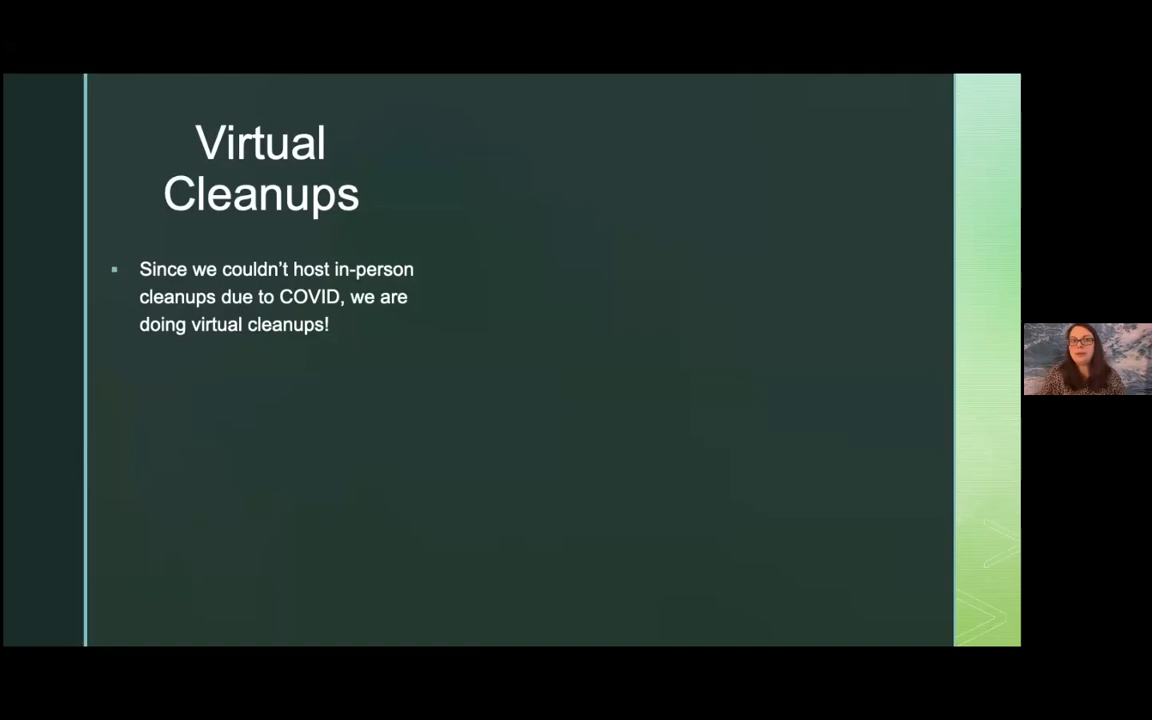 Virtual
Cleanups
Since we couldn't host in-person
cleanups due to COVID, we are
doing virtual cleanups!